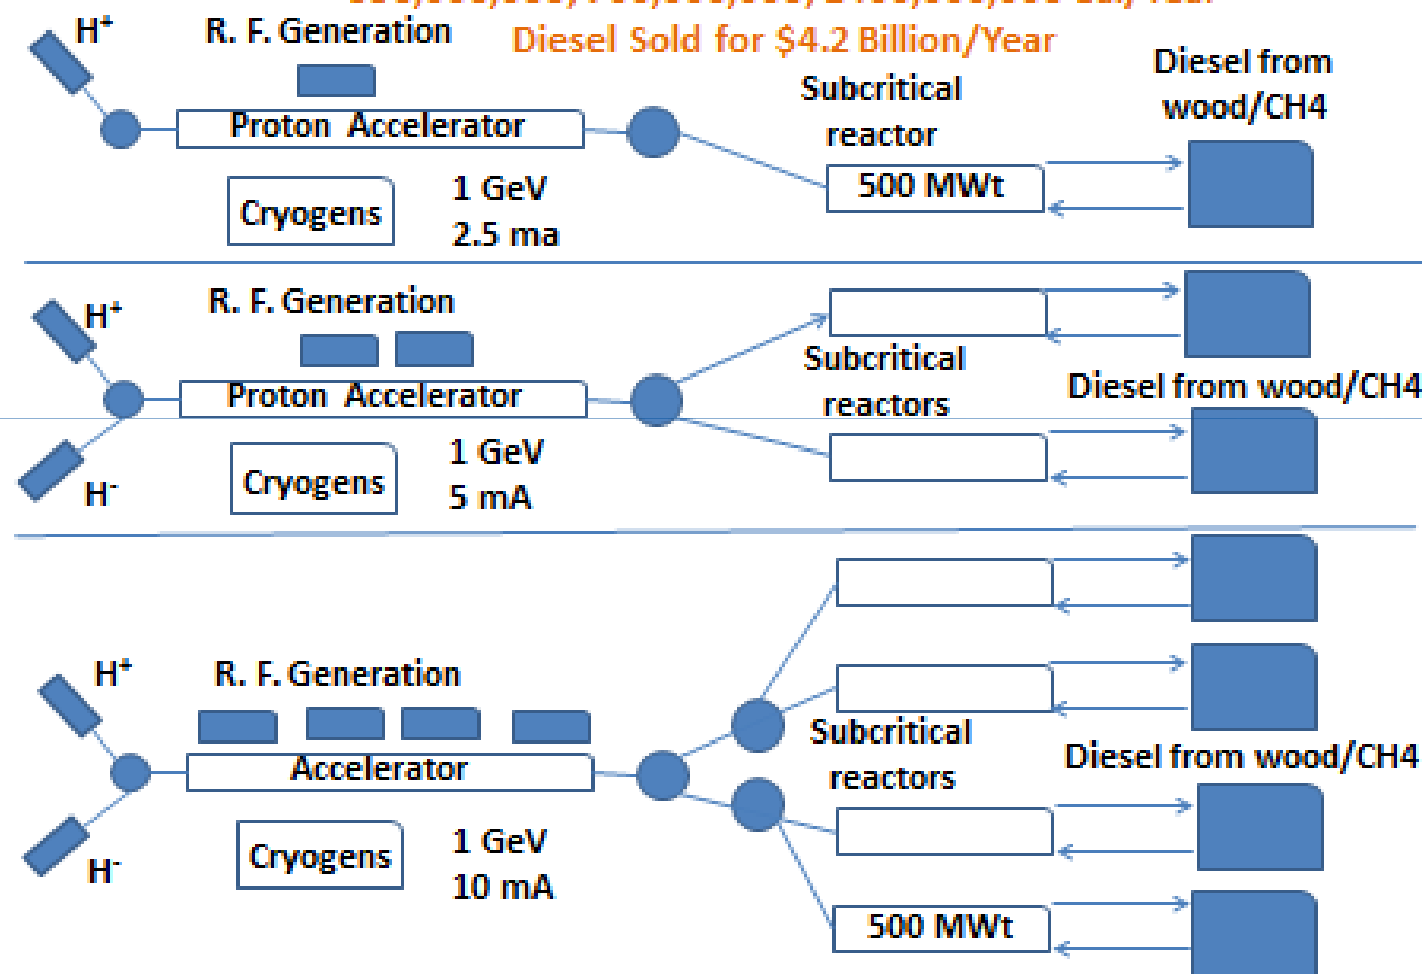 Diesel Sold for $4.2 Billion/Year
H⁺
R. F. Generation
Proton Accelerator
Cryogens
1 GeV
2.5 ma
Subcritical
reactor
500 MWt
Diesel from
wood/CH4
H⁺
R. F. Generation
Proton Accelerator
H⁻
Cryogens
1 GeV
5 mA
Subcritical
reactors
Diesel from wood/CH4
H⁺
R. F. Generation
Accelerator
H⁻
Cryogens
1 GeV
10 mA
Subcritical
reactors
Diesel from wood/CH4
500 MWt